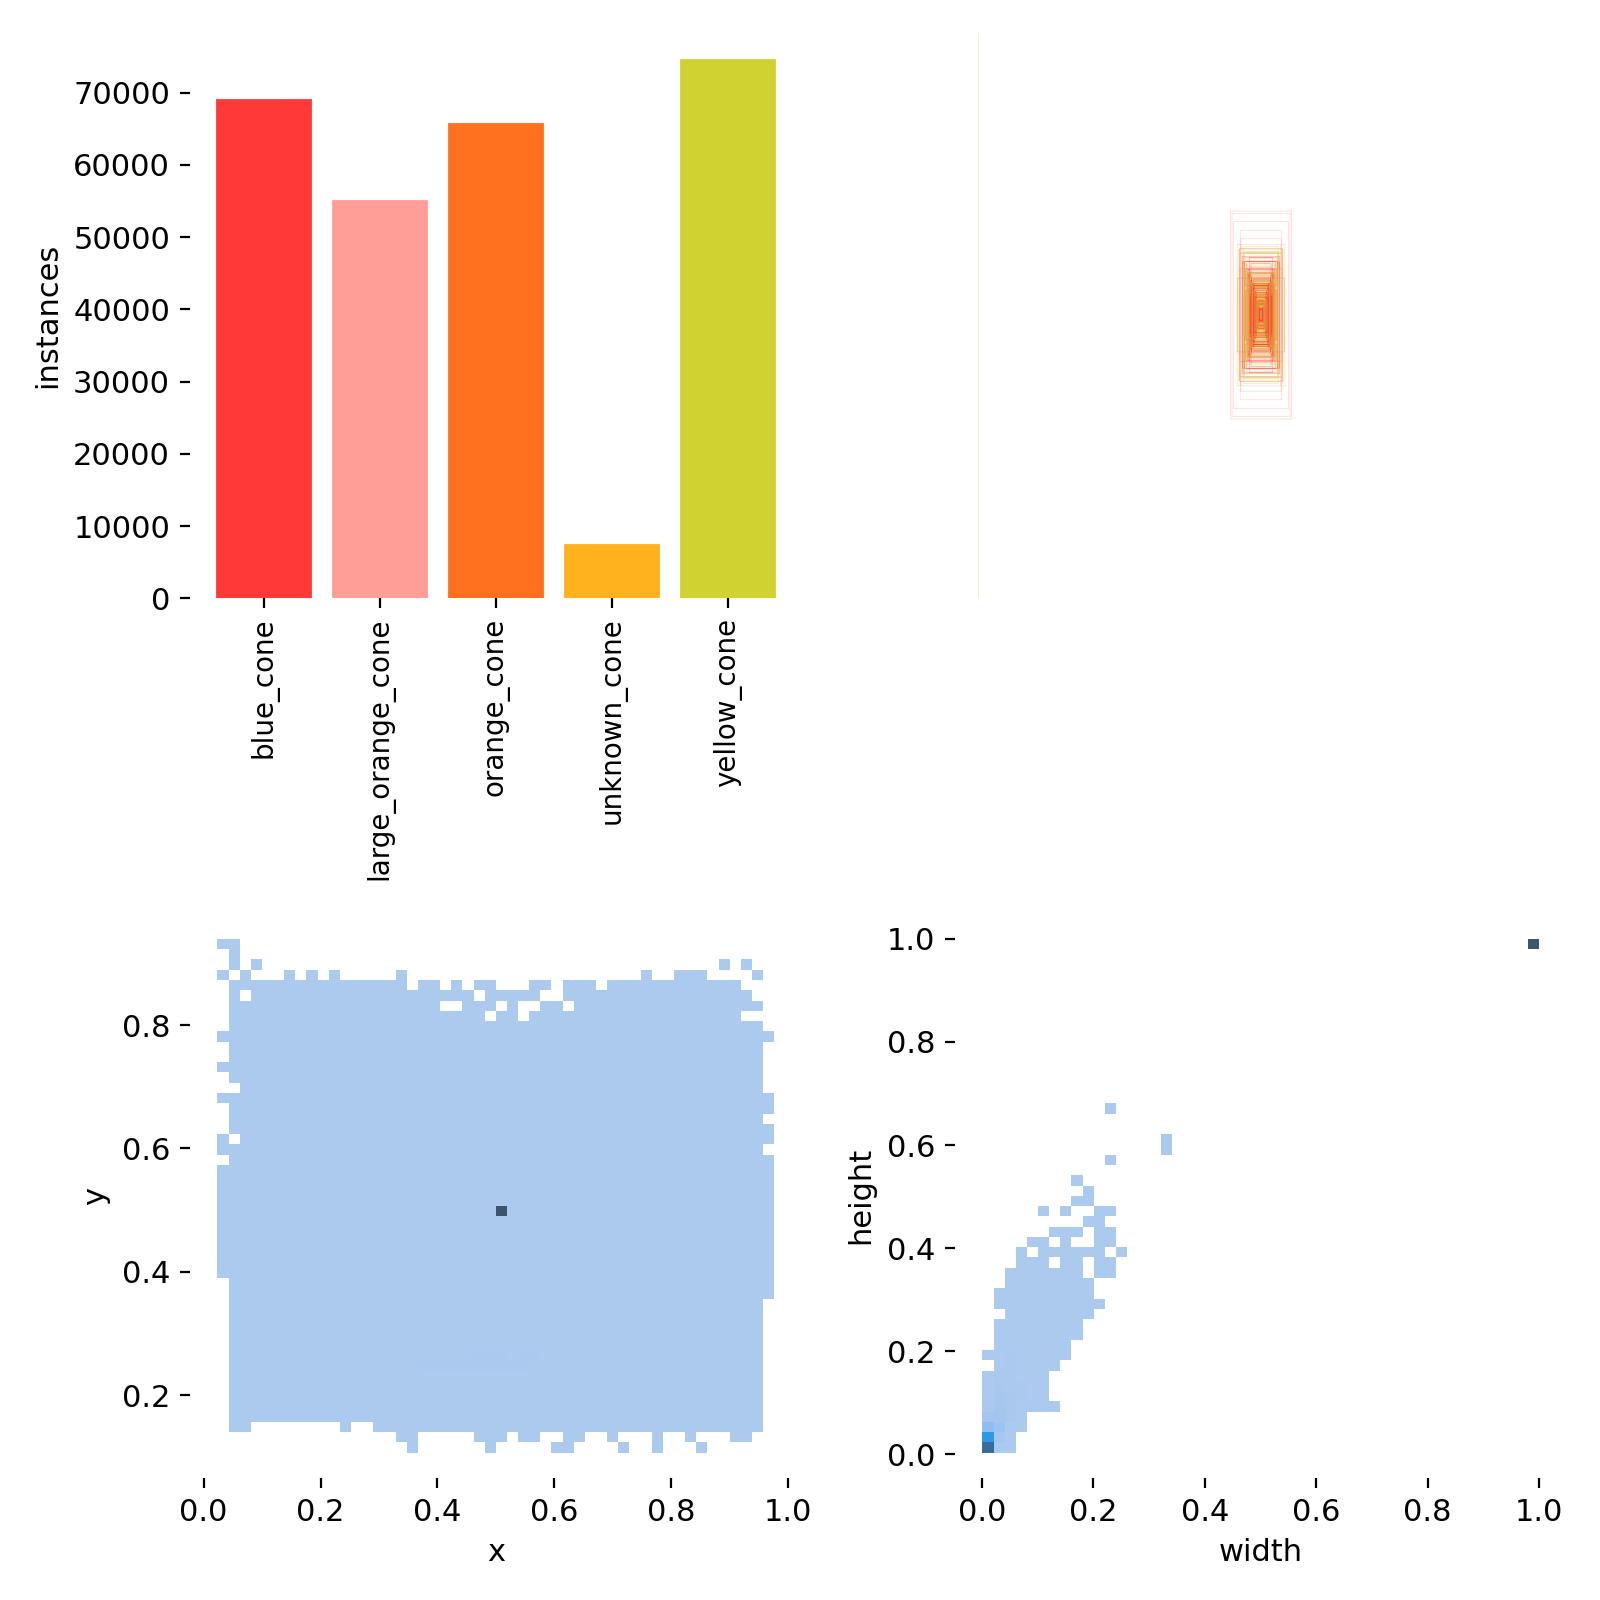 70000
60000
50000
40000
30000
20000
10000
0
instances
blue_cone
large_orange_cone
orange_cone
unknown_cone
yellow_cone
0.8
0.6
0.4
0.2
y
0.0 0.2 0.4 0.6 0.8 1.0
x
1.0
0.8
0.6
0.4
0.2
0.0
height
0.0 0.2 0.4 0.6 0.8 1.0
width